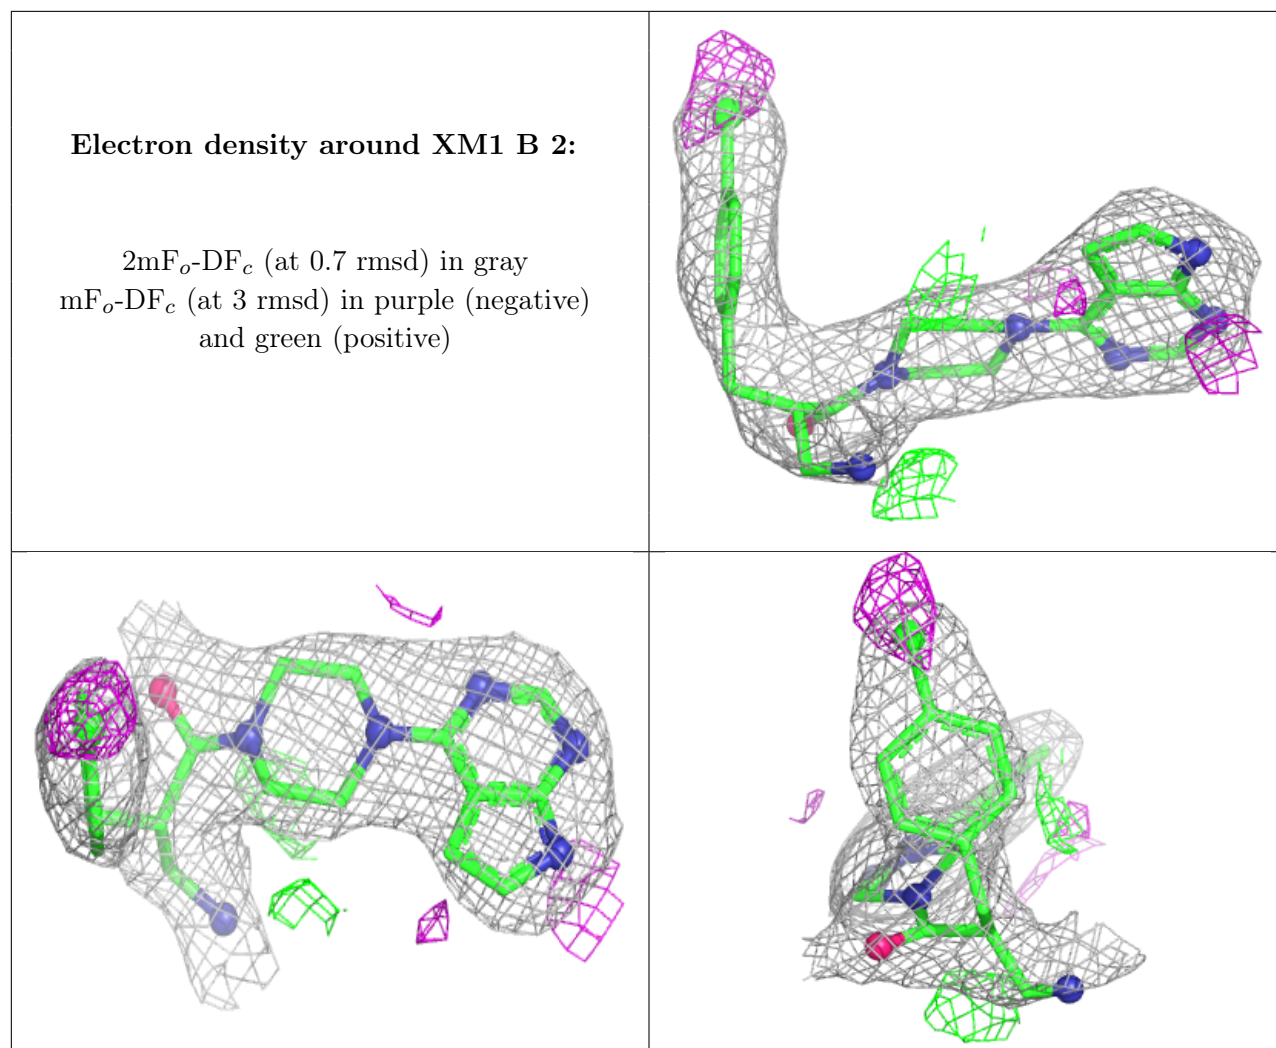 Electron density around XM1 B 2:
2mFₒ-DF𝒸 (at 0.7 rmsd) in gray
mFₒ-DF𝒸 (at 3 rmsd) in purple (negative)
and green (positive)